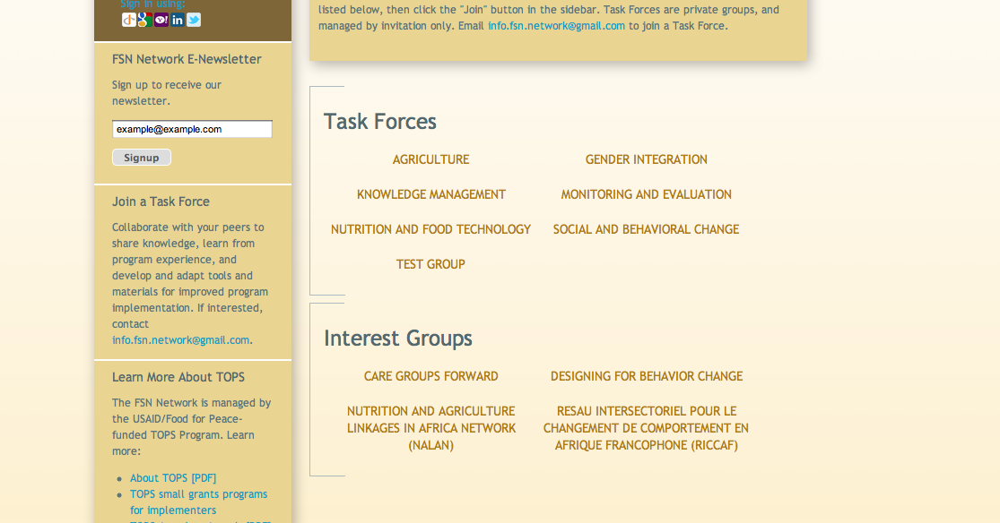 Sign in using:
FSN Network E-Newsletter
Sign up to receive our
newsletter.
example@example.com
Signup
Join a Task Force
Collaborate with your peers to
share knowledge, learn from
program experience, and
develop and adapt tools and
materials for improved program
implementation. If interested,
contact
info.fsn.network@gmail.com.
Learn More About TOPS
The FSN Network is managed by
the USAID/Food for Peace-
funded TOPS Program. Learn
more:
About TOPS [PDF]
TOPS small grants programs
for implementers
listed below, then click the "Join" button in the sidebar. Task Forces are private groups, and
managed by invitation only. Email info.fsn.network@gmail.com to join a Task Force.
Task Forces
AGRICULTURE
GENDER INTEGRATION
KNOWLEDGE MANAGEMENT
MONITORING AND EVALUATION
NUTRITION AND FOOD TECHNOLOGY
SOCIAL AND BEHAVIORAL CHANGE
TEST GROUP
Interest Groups
CARE GROUPS FORWARD
DESIGNING FOR BEHAVIOR CHANGE
NUTRITION AND AGRICULTURE
LINKAGES IN AFRICA NETWORK
(NALAN)
RESAU INTERSECTORIEL POUR LE
CHANGEMENT DE COMPORTEMENT EN
AFRIQUE FRANCOPHONE (RICCAF)